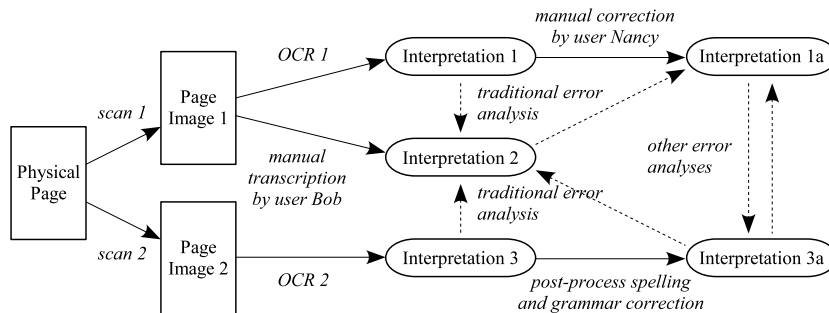 manual correction
by user Nancy
OCR 1
Interpretation 1
Interpretation 1a
scan 1
Page
Image 1
traditional error
analysis
Physical
Page
manual
transcription
by user Bob
Interpretation 2
other error
analyses
traditional error
analysis
scan 2
Page
Image 2
OCR 2
Interpretation 3
Interpretation 3a
post-process spelling
and grammar correction